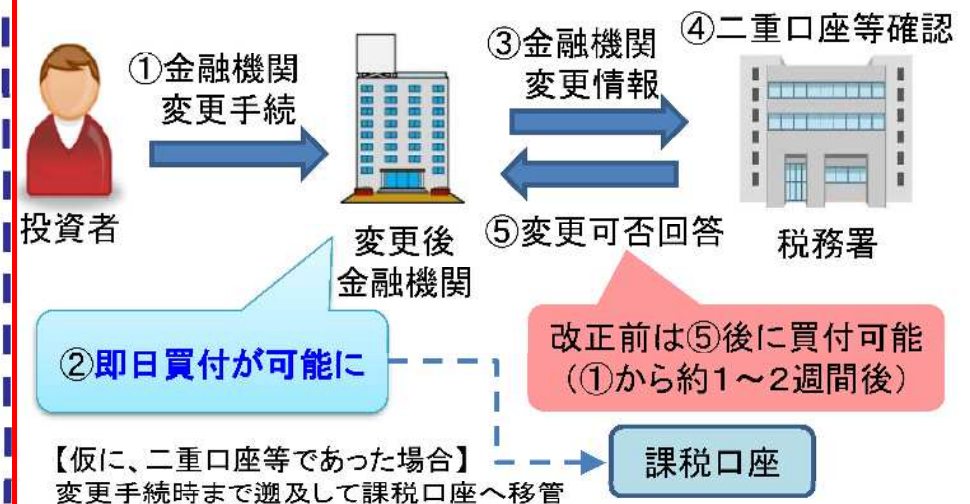 ①金融機関
変更手続
③金融機関
変更情報
④二重口座等確認
投資者
変更後
金融機関
⑤変更可否回答
税務署
②即日買付が可能に
改正前は⑤後に買付可能
（①から約１～２週間後）
【仮に、二重口座等であった場合】
変更手続時まで遡及して課税口座へ移管
課税口座